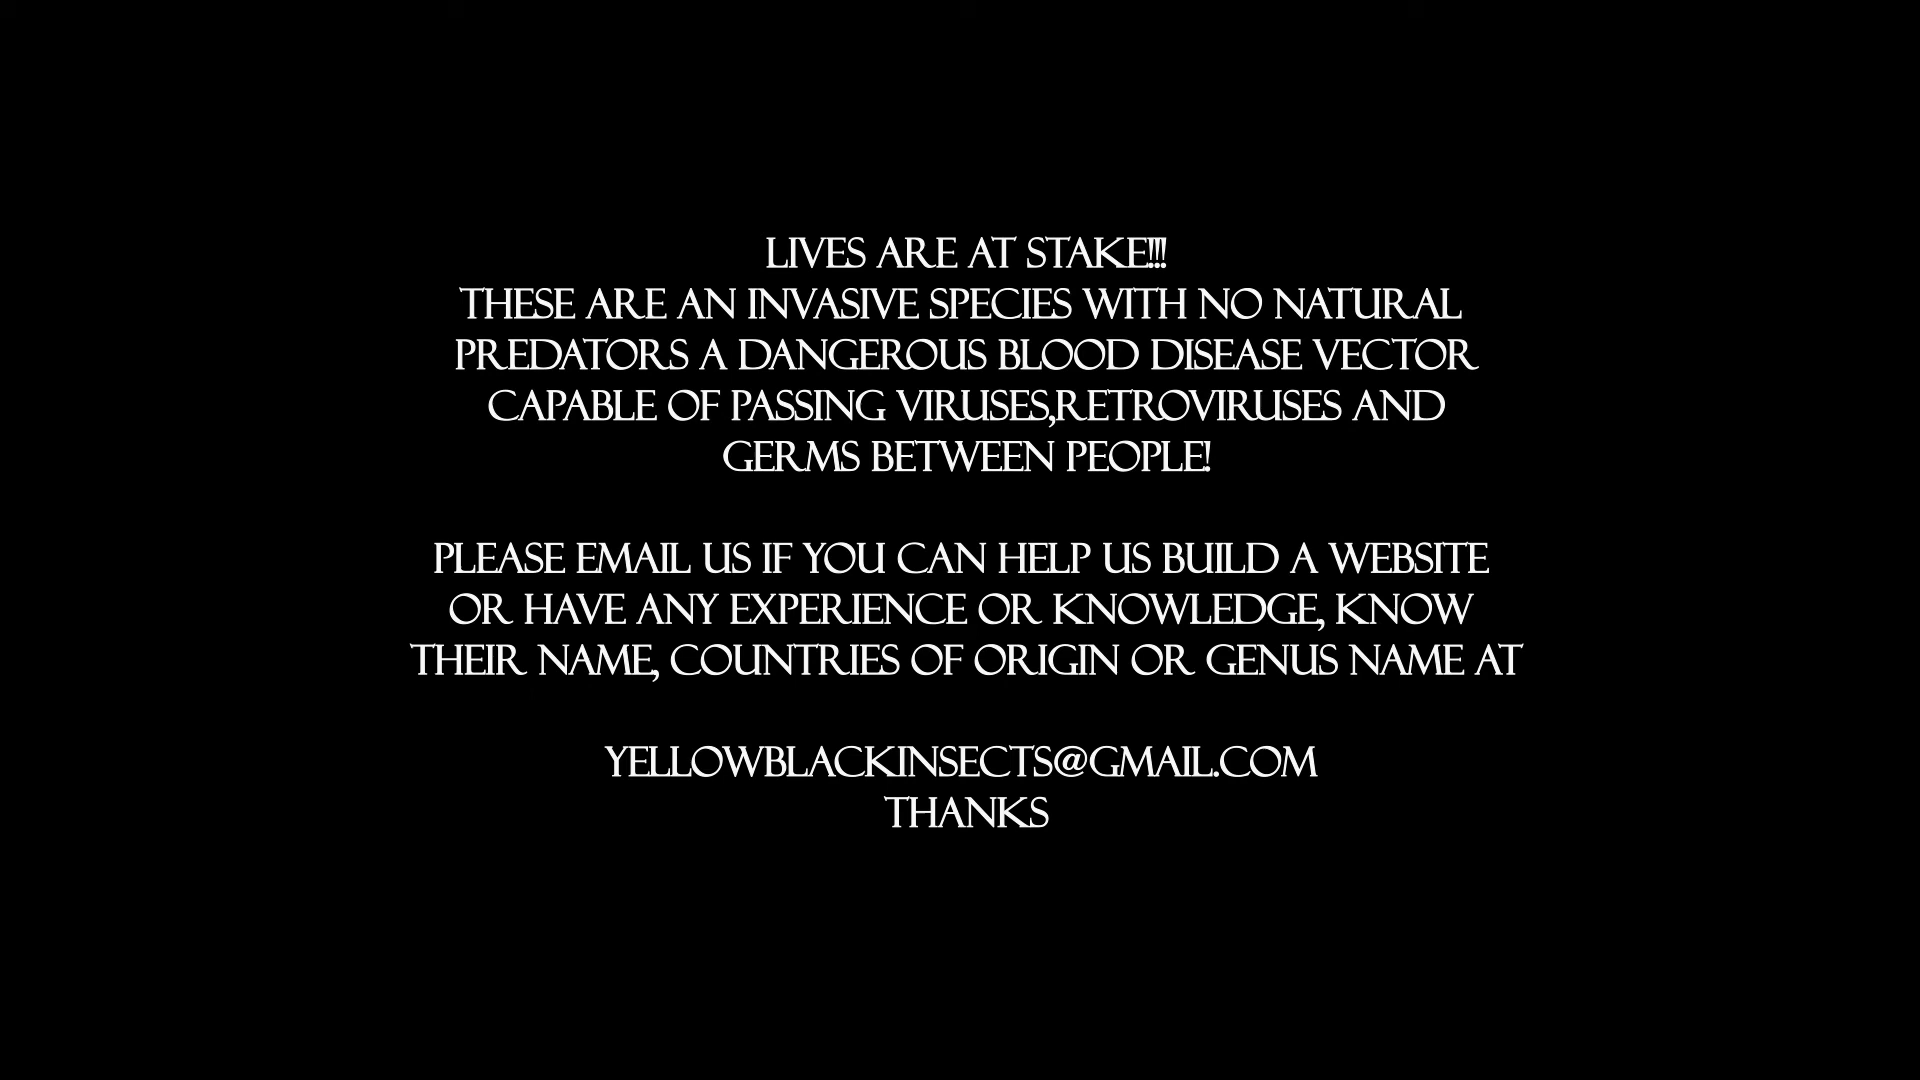 LIVES ARE AT STAKE!!!
THESE ARE AN INVASIVE SPECIES WITH NO NATURAL
PREDATORS A DANGEROUS BLOOD DISEASE VECTOR
CAPABLE OF PASSING VIRUSES,RETROVIRUSES AND
GERMS BETWEEN PEOPLE!
PLEASE EMAIL US IF YOU CAN HELP US BUILD A WEBSITE
OR HAVE ANY EXPERIENCE OR KNOWLEDGE, KNOW
THEIR NAME, COUNTRIES OF ORIGIN OR GENUS NAME AT
YELLOWBLACKINSECTS@GMAIL.COM
THANKS